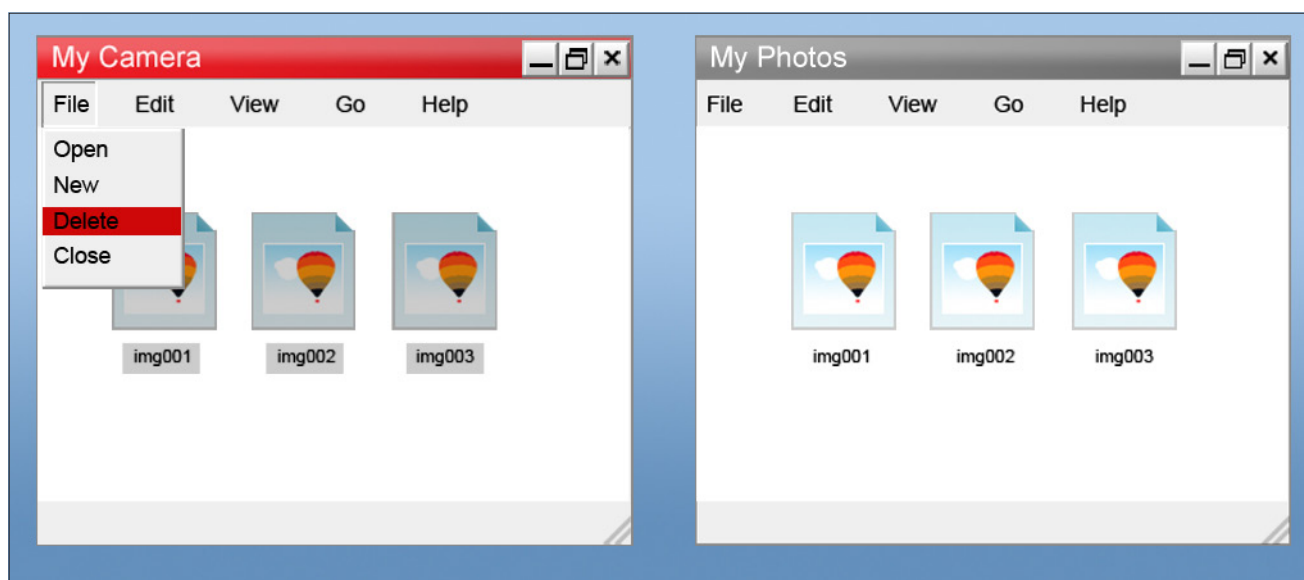 My Camera
File Edit View Go Help
Open
New
Delete
Close
img001 img002 img003
My Photos
File Edit View Go Help
img001 img002 img003